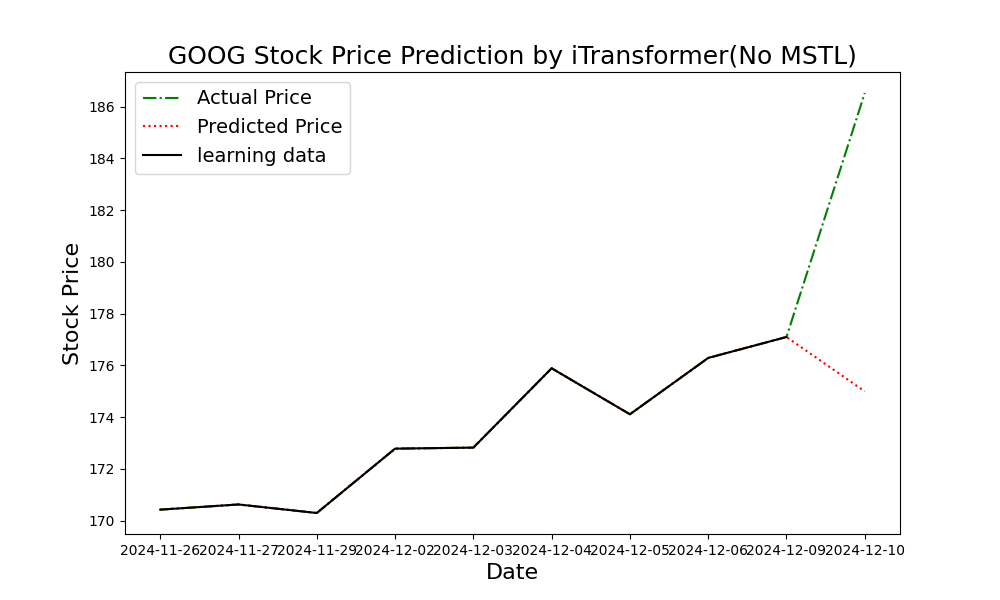 GOOG Stock Price Prediction by iTransformer(No MSTL)
Actual Price
Predicted Price
learning data
186
184
182
180
178
176
174
172
170
Stock Price
2024-11-26 2024-11-27 2024-11-29 2024-12-02 2024-12-03 2024-12-04 2024-12-05 2024-12-06 2024-12-09 2024-12-10
Date